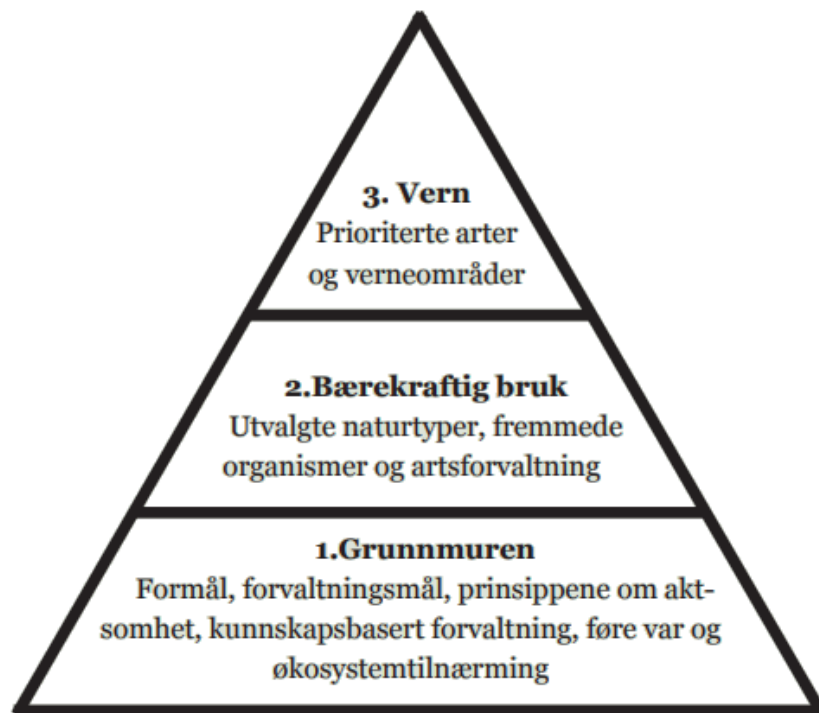 3. Vern
Prioriterte arter
og verneområder
2.Bærekraftig bruk
Utvalgte naturtyper, fremmede
organismer og artsforvaltning
1.Grunnmuren
Formål, forvaltningsmål, prinsippene om akt-
somhet, kunnskapsbasert forvaltning, føre var og
økosystemtilnærming